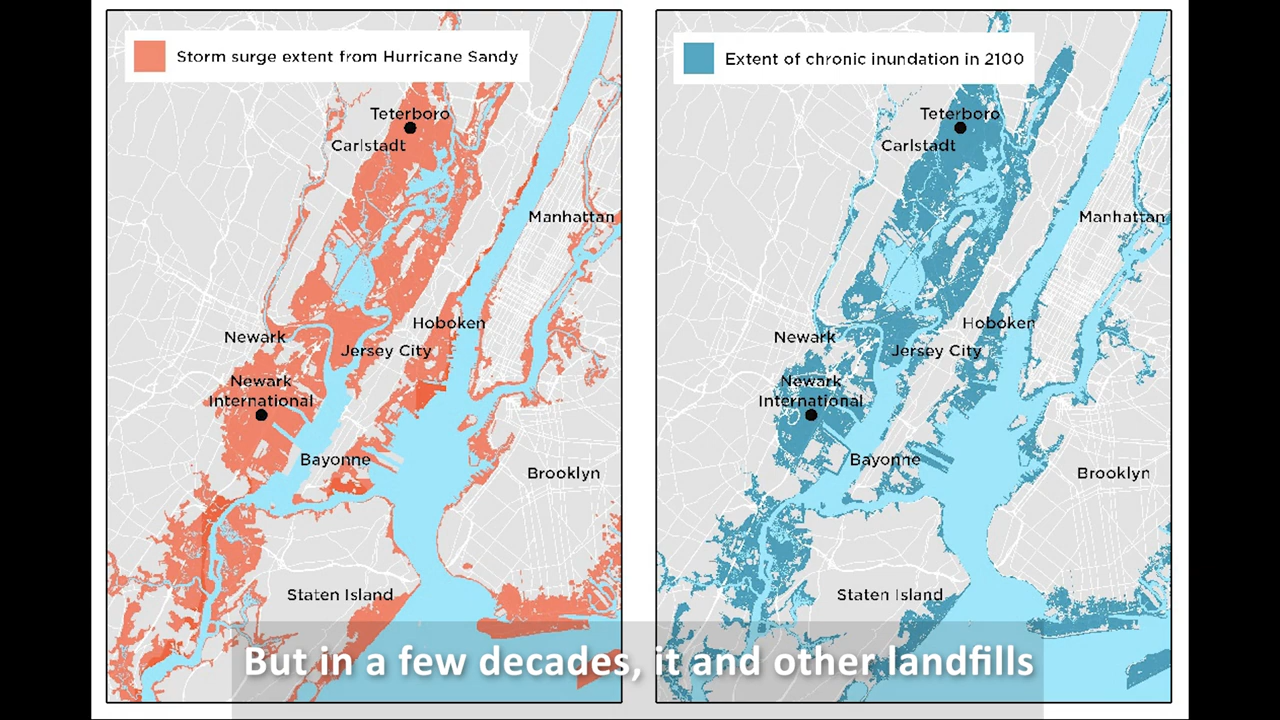 Storm surge extent from Hurricane Sandy
Teterboro
Carlstadt
Manhattan
Newark
Hoboken
Jersey City
Newark
International
Bayonne
Brooklyn
Staten Island
Extent of chronic inundation in 2100
Teterboro
Carlstadt
Manhattan
Newark
Hoboken
Jersey City
Newark
International
Bayonne
Brooklyn
Staten Island
But in a few decades, it and other landfills